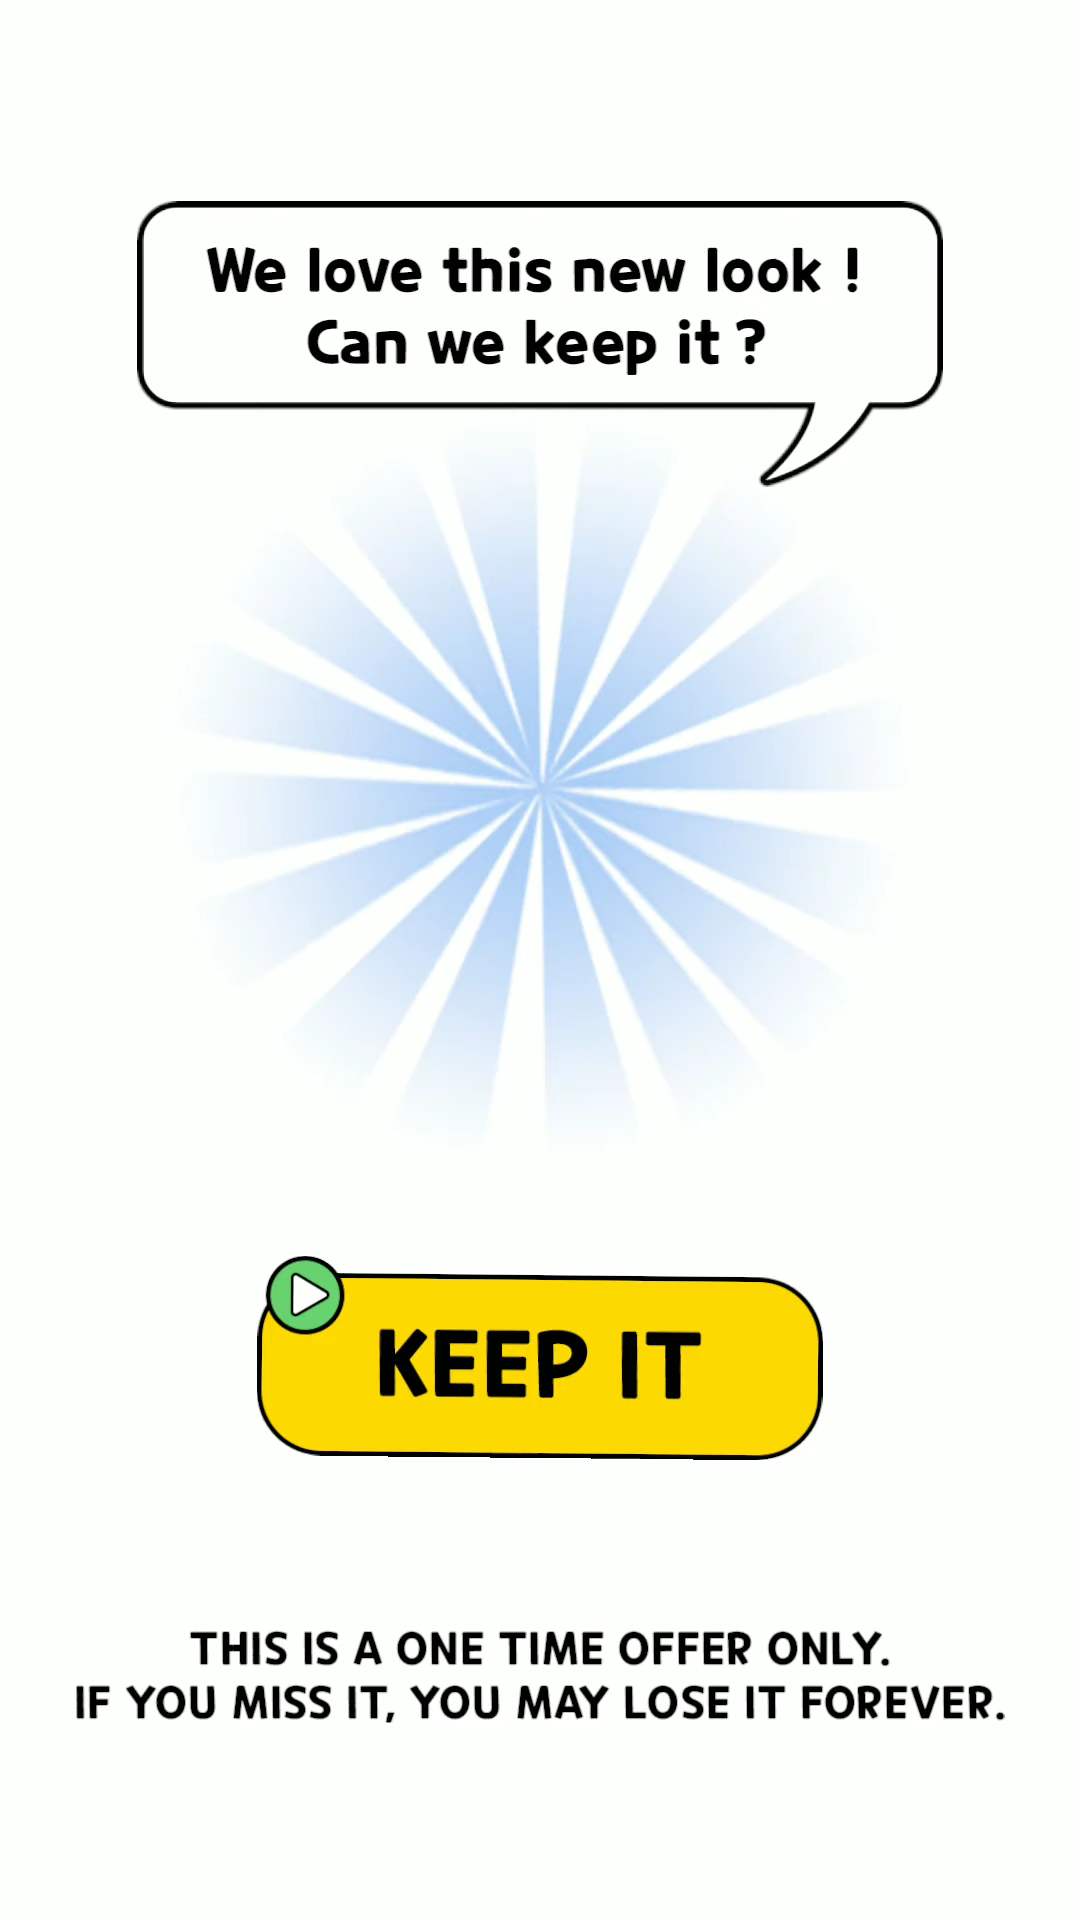 We love this new look !
Can we keep it ?
KEEP IT
THIS IS A ONE TIME OFFER ONLY.
IF YOU MISS IT, YOU MAY LOSE IT FOREVER.